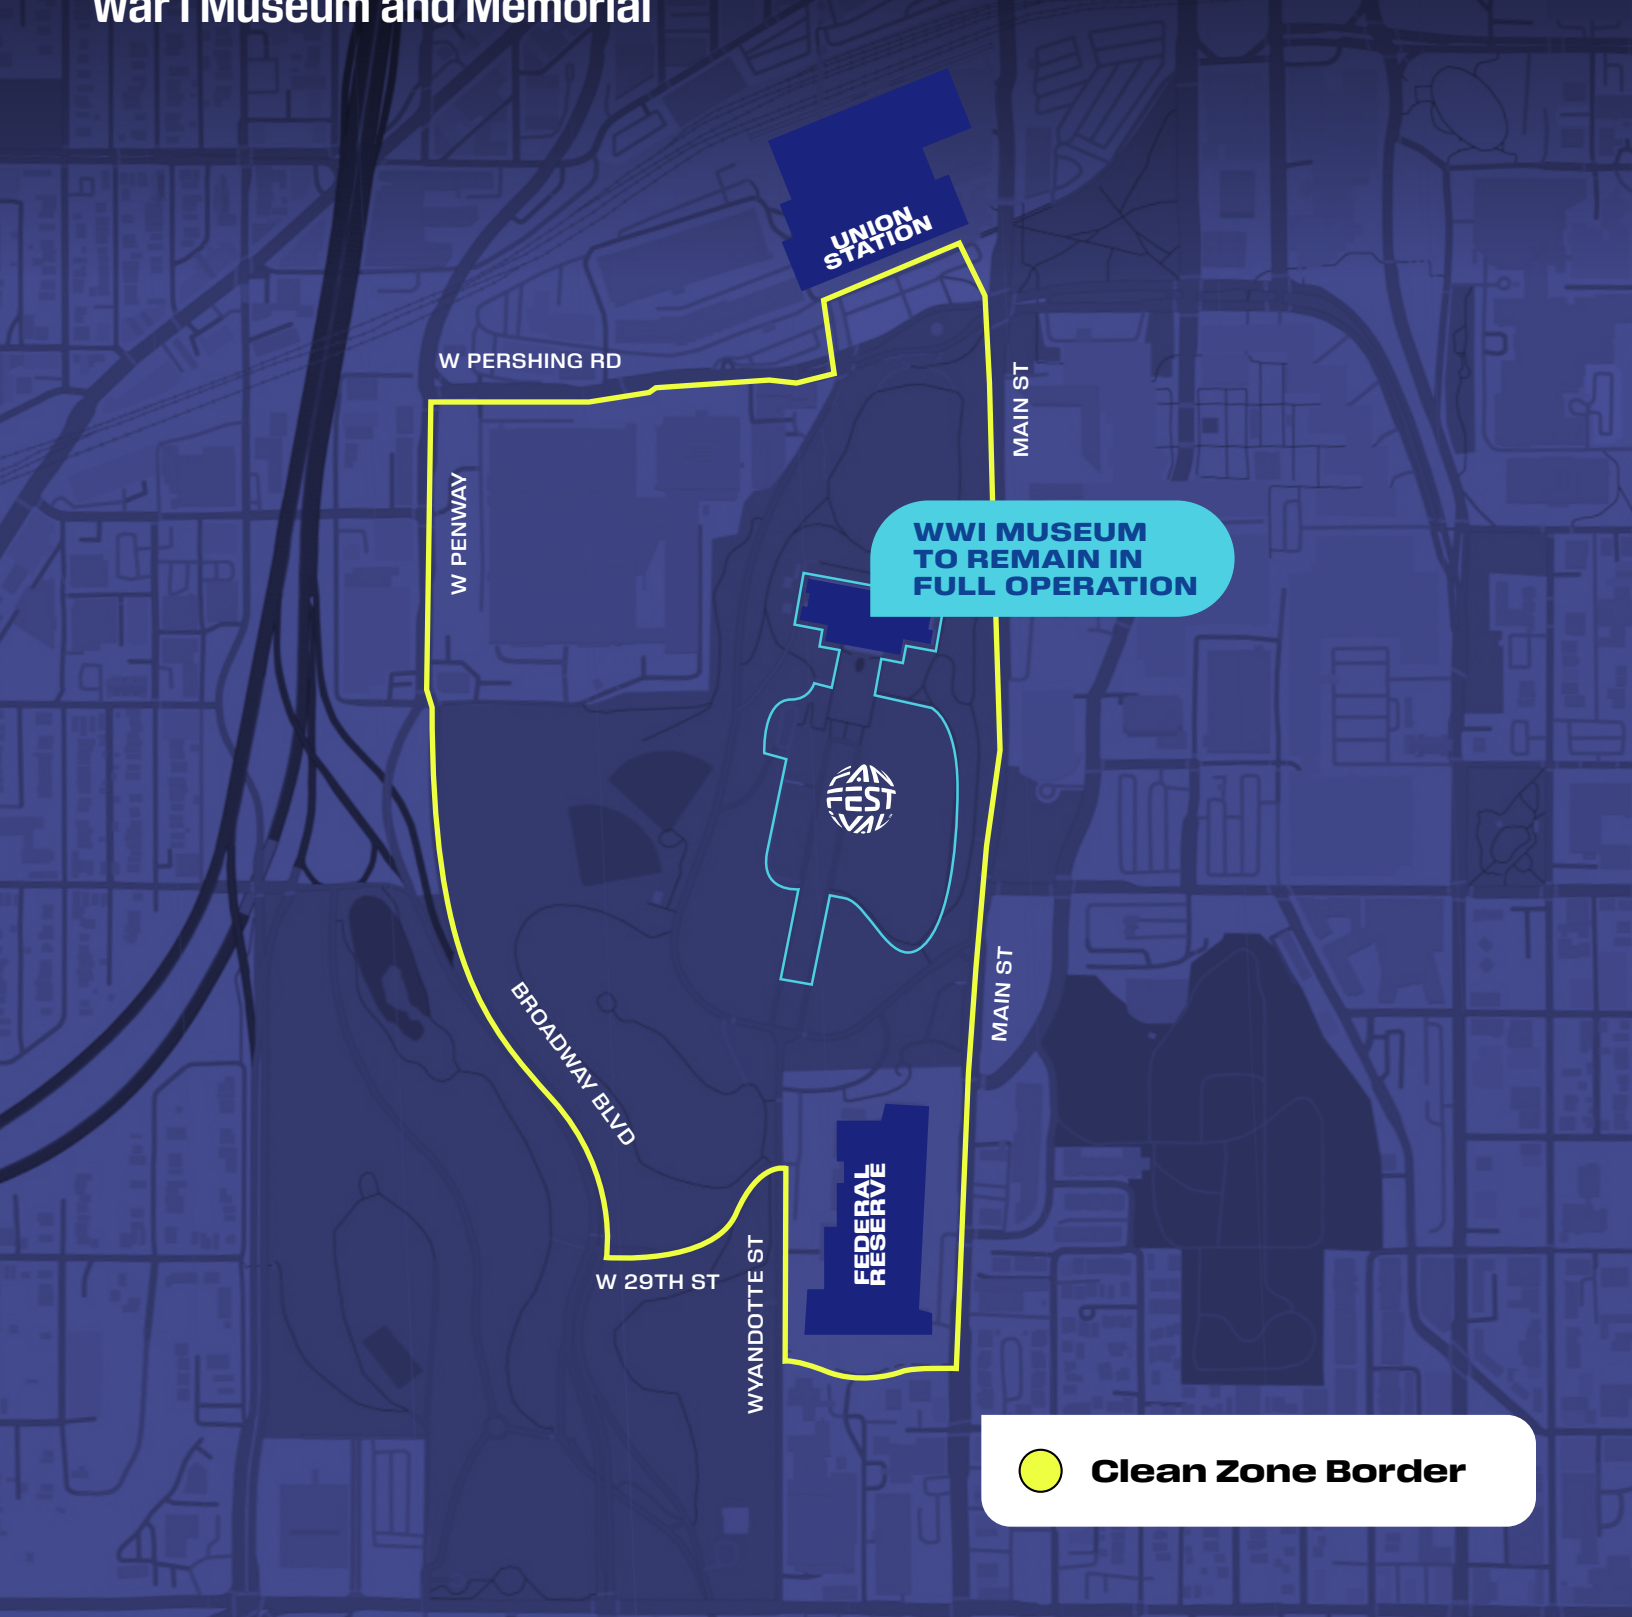 War I Museum and Memorial
UNION
STATION
W PERSHING RD
MAIN ST
W PENWAY
WWI MUSEUM
TO REMAIN IN
FULL OPERATION
FAN
FEST
VAL
MAIN ST
BROADWAY BLVD
FEDERAL
RESERVE
W 29TH ST
WYANDOTTE ST
Clean Zone Border